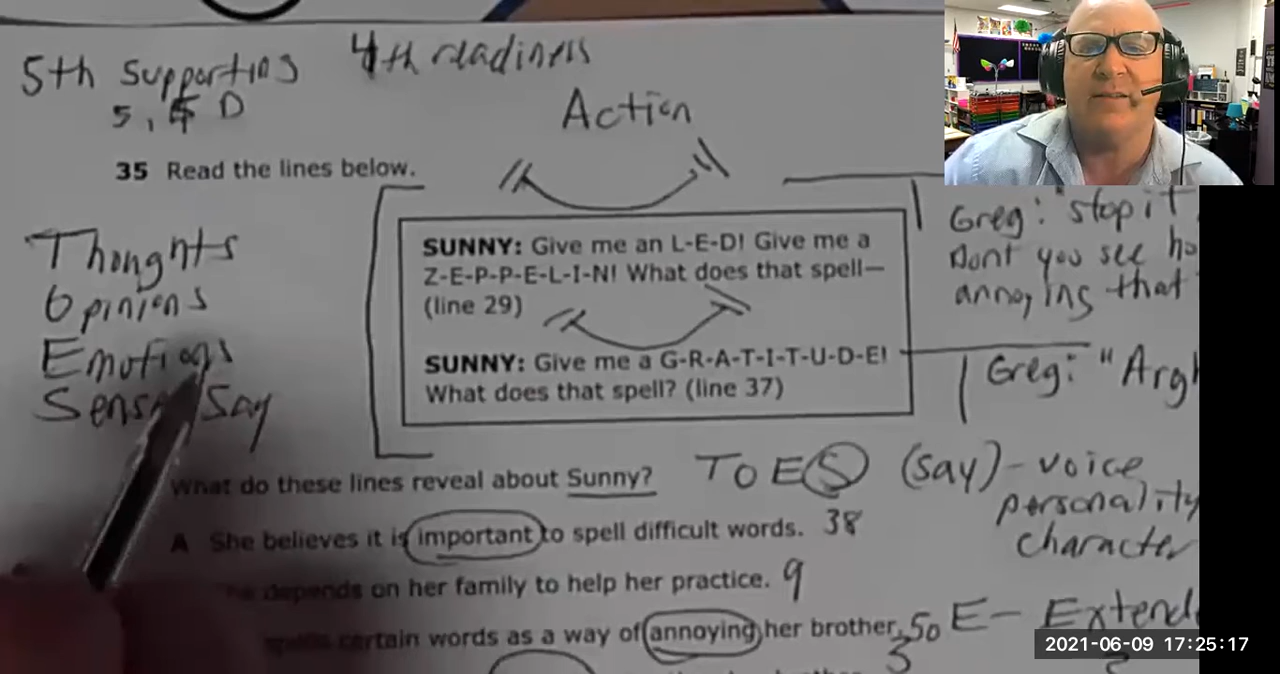 5th Supporting
4th readiness
5, D
Action
35 Read the lines below.
Thoughts
Opinions
Emotions
Say
SUNNY: Give me an L-E-D! Give me a
Z-E-P-P-E-L-I-N! What does that spell—
(line 29)
SUNNY: Give me a G-R-A-T-I-T-U-D-E!
What does that spell? (line 37)
Greg: "stop it
Dont you see
annoying that
Greg: "Argh
What do these lines reveal about Sunny?
TOES (say) - voice
personality
character
A She believes it is important to spell difficult words. 38
depends on her family to help her practice. 9
spells certain words as a way of annoying her brother. 50
3
E - Extend
2021-06-09 17:25:17